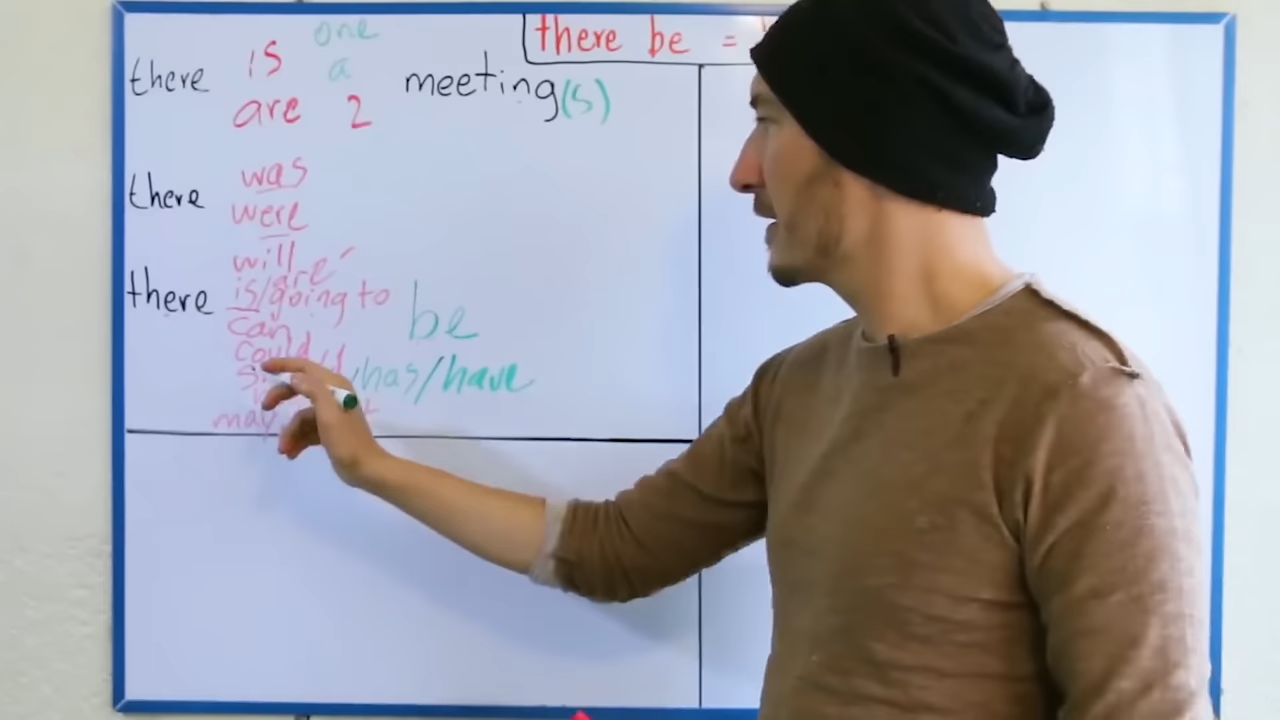 one
there be =
there is a meeting(s)
are 2
there was
were
will
are
there is/going to
be
can
could
has/have
may